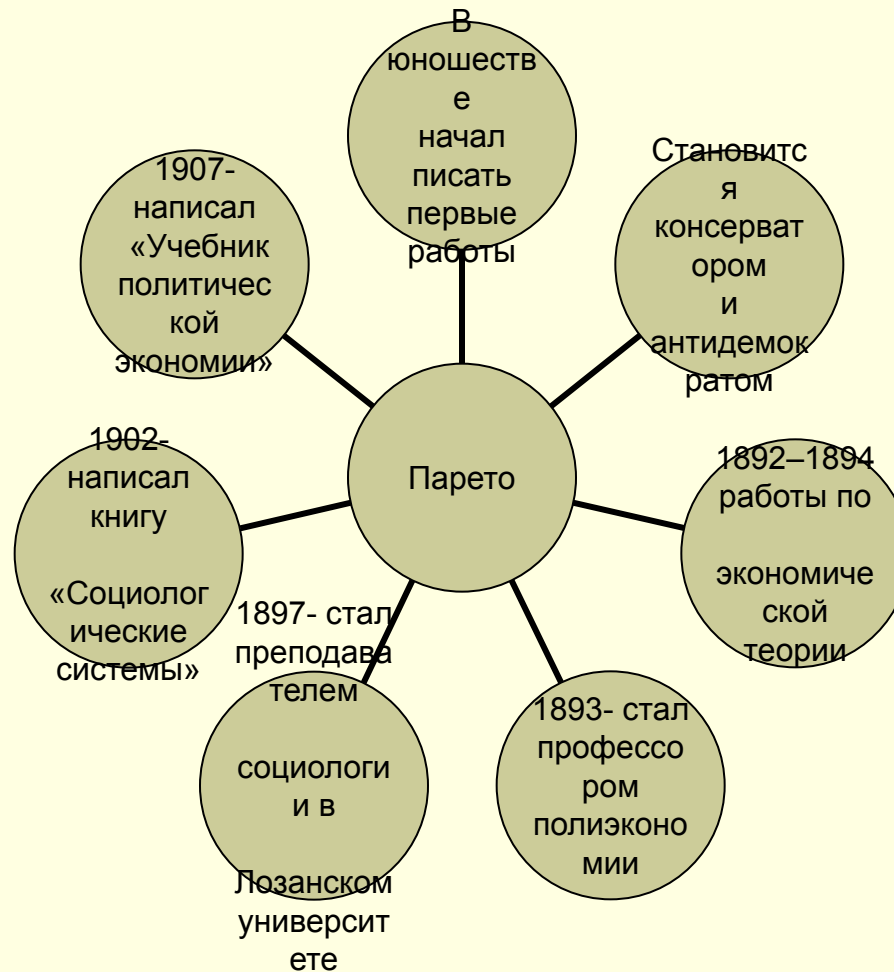 В
юношеств
е
начал
писать
первые
работы
Становитс
я
консерват
ором
и
антидемок
ратом
1892–1894
работы по
экономиче
ской
теории
1893- стал
профессо
ром
полиэконо
мии
1897- стал
преподава
телем
социологи
и в
Лозанском
университ
ете
1902-
написал
книгу
«Социолог
ические
системы»
1907-
написал
«Учебник
политичес
кой
экономии»
Парето